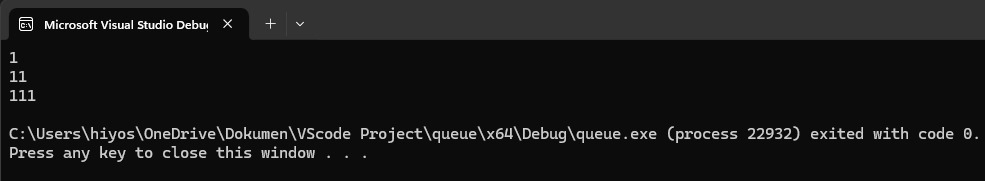 Microsoft Visual Studio Debug
1
11
111
C:\Users\hiyos\OneDrive\Dokumen\VScode Project\queue\x64\Debug\queue.exe (process 22932) exited with code 0.
Press any key to close this window . . .